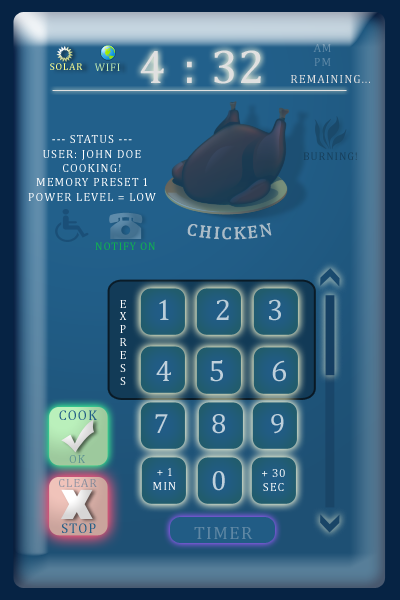 SOLAR
WIFI
4 : 32
AM
PM
REMAINING...
--- STATUS ---
USER: JOHN DOE
COOKING!
MEMORY PRESET 1
POWER LEVEL = LOW
BURNING!
NOTIFY ON
CHICKEN
EXPRESS
1 2 3
4 5 6
7 8 9
+ 1
MIN
0
+ 30
SEC
COOK
OK
CLEAR
STOP
TIMER